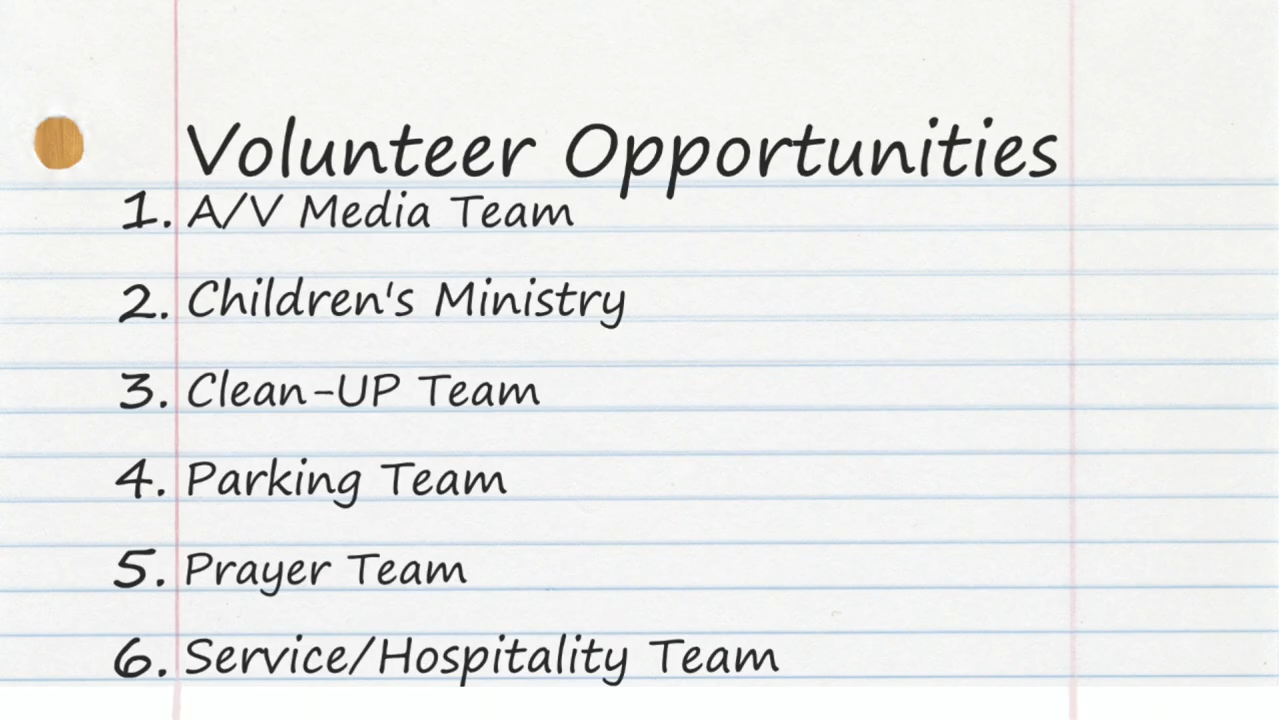 Volunteer Opportunities
1. A/V Media Team
2. Children's Ministry
3. Clean-UP Team
4. Parking Team
5. Prayer Team
6. Service/Hospitality Team